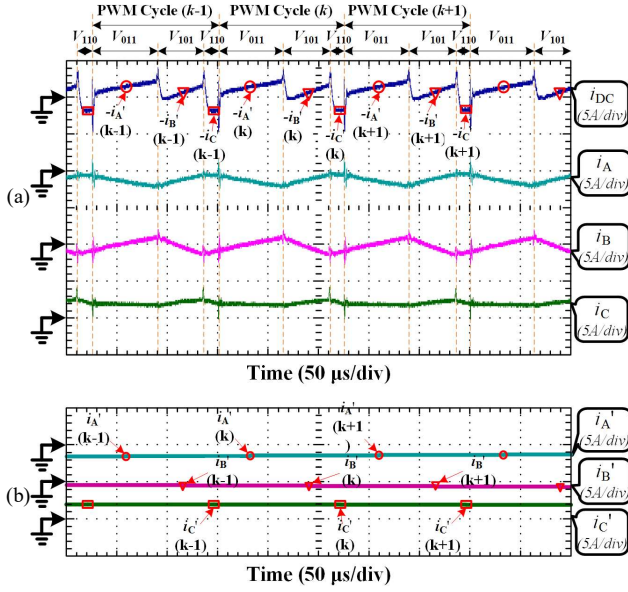 PWM Cycle (k-1) PWM Cycle (k) PWM Cycle (k+1)
V110 V011 V101 V110 V011 V101 V110 V011 V101 V110 V011 V101
iDC
(5A/div)
-iA' (k-1) -iB' (k-1) -iC (k-1) -iA' (k) -iB' (k) -iC (k) -iA' (k+1) -iB' (k+1) -iC (k+1)
(a)
iA
(5A/div)
iB
(5A/div)
iC
(5A/div)
Time (50 μs/div)
iA' (k-1) iA' (k) iA' (k+1)
iA'
(5A/div)
iB' (k-1) iB' (k) iB' (k+1)
(b)
iB'
(5A/div)
iC' (k-1) iC' (k) iC' (k+1)
iC'
(5A/div)
Time (50 μs/div)